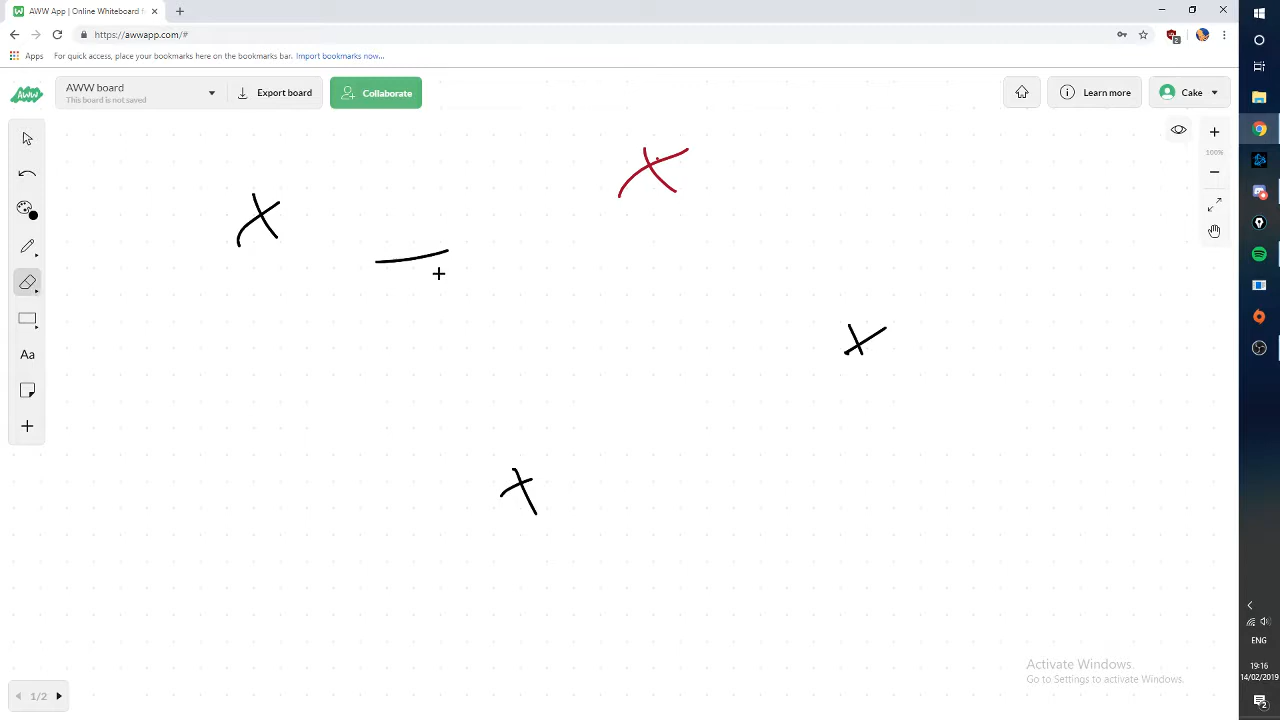 AWW App | Online Whiteboard f
https://awwapp.com/#
Apps For quick access, place your bookmarks here on the bookmarks bar. Import bookmarks now...
AWW
AWW board
This board is not saved
Export board
Collaborate
Learn more
Cake
100%
Aa
1/2
Activate Windows
Go to Settings to activate Windows.
ENG
19:16
14/02/2019